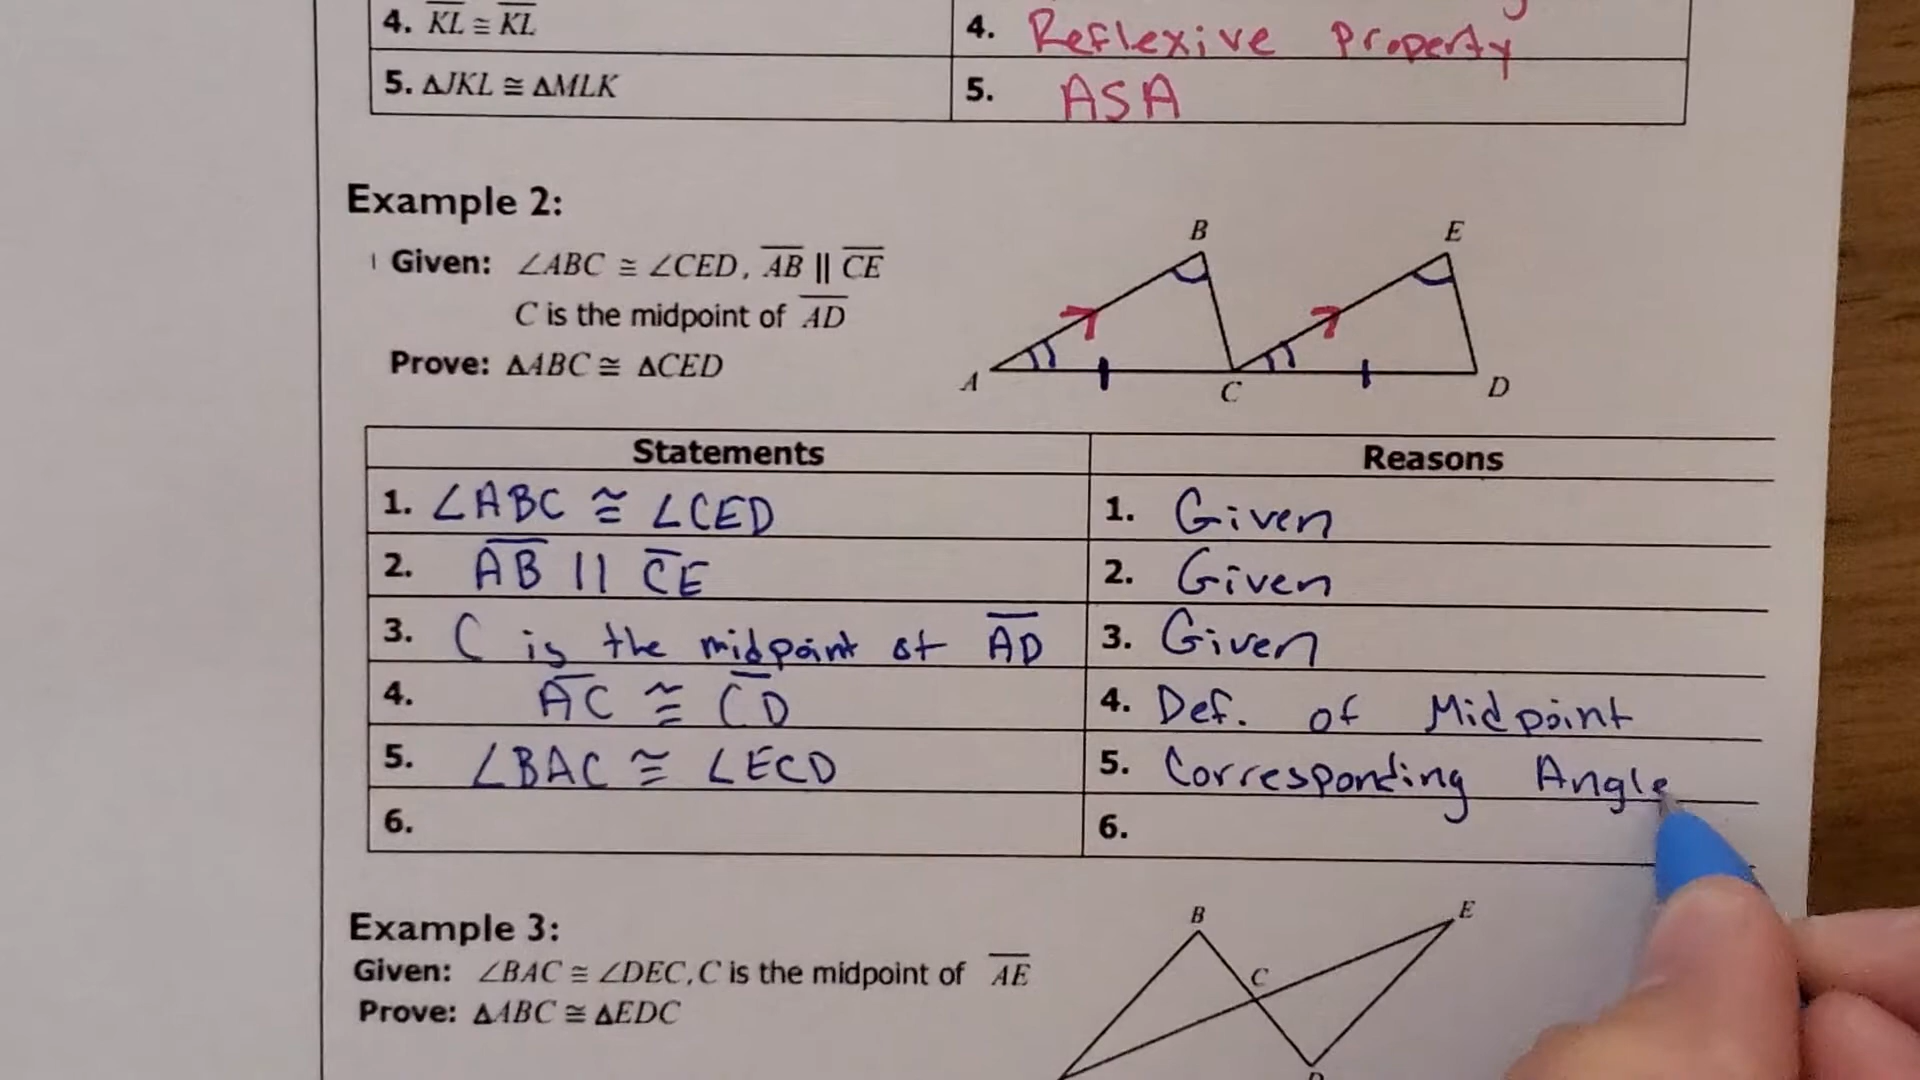 4. KL ≅ KL 4. Reflexive Property
5. ΔJKL ≅ ΔMLK 5. ASA
Example 2:
Given: ∠ABC ≅ ∠CED, AB || CE
C is the midpoint of AD
Prove: ΔABC ≅ ΔCED
B E
A C D
Statements Reasons
1. ∠ABC ≅ ∠CED 1. Given
2. AB || CE 2. Given
3. C is the midpoint of AD 3. Given
4. AC ≅ CD 4. Def. of Midpoint
5. ∠BAC ≅ ∠ECD 5. Corresponding Angle
6. 6.
Example 3:
Given: ∠BAC ≅ ∠DEC, C is the midpoint of AE
Prove: ΔABC ≅ ΔEDC
B E
C